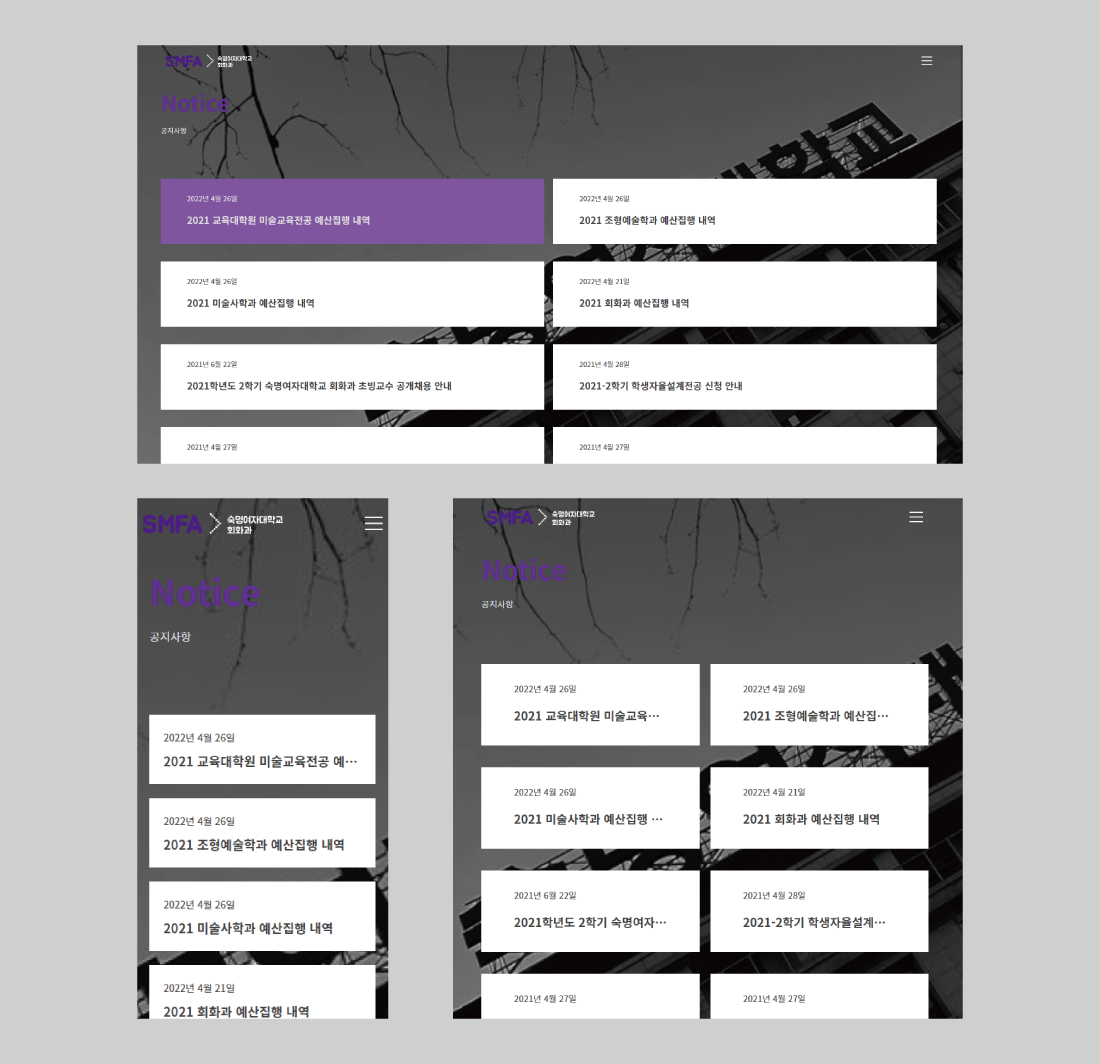 SMFA
숙명여자대학교
회화과
Notice
공지사항
2022년 4월 26일
2021 교육대학원 미술교육전공 예산집행 내역
2022년 4월 26일
2021 조형예술학과 예산집행 내역
2022년 4월 26일
2021 미술사학과 예산집행 내역
2022년 4월 21일
2021 회화과 예산집행 내역
2021년 6월 22일
2021학년도 2학기 숙명여자대학교 회화과 초빙교수 공개채용 안내
2021년 4월 28일
2021-2학기 학생자율설계전공 신청 안내
2021년 4월 27일
2021년 4월 27일
SMFA
숙명여자대학교
회화과
Notice
공지사항
2022년 4월 26일
2021 교육대학원 미술교육전공 예···
2022년 4월 26일
2021 조형예술학과 예산집행 내역
2022년 4월 26일
2021 미술사학과 예산집행 내역
2022년 4월 21일
2021 회화과 예산집행 내역
SMFA
숙명여자대학교
회화과
Notice
공지사항
2022년 4월 26일
2021 교육대학원 미술교육···
2022년 4월 26일
2021 조형예술학과 예산집···
2022년 4월 26일
2021 미술사학과 예산집행 ···
2022년 4월 21일
2021 회화과 예산집행 내역
2021년 6월 22일
2021학년도 2학기 숙명여자···
2021년 4월 28일
2021-2학기 학생자율설계···
2021년 4월 27일
2021년 4월 27일